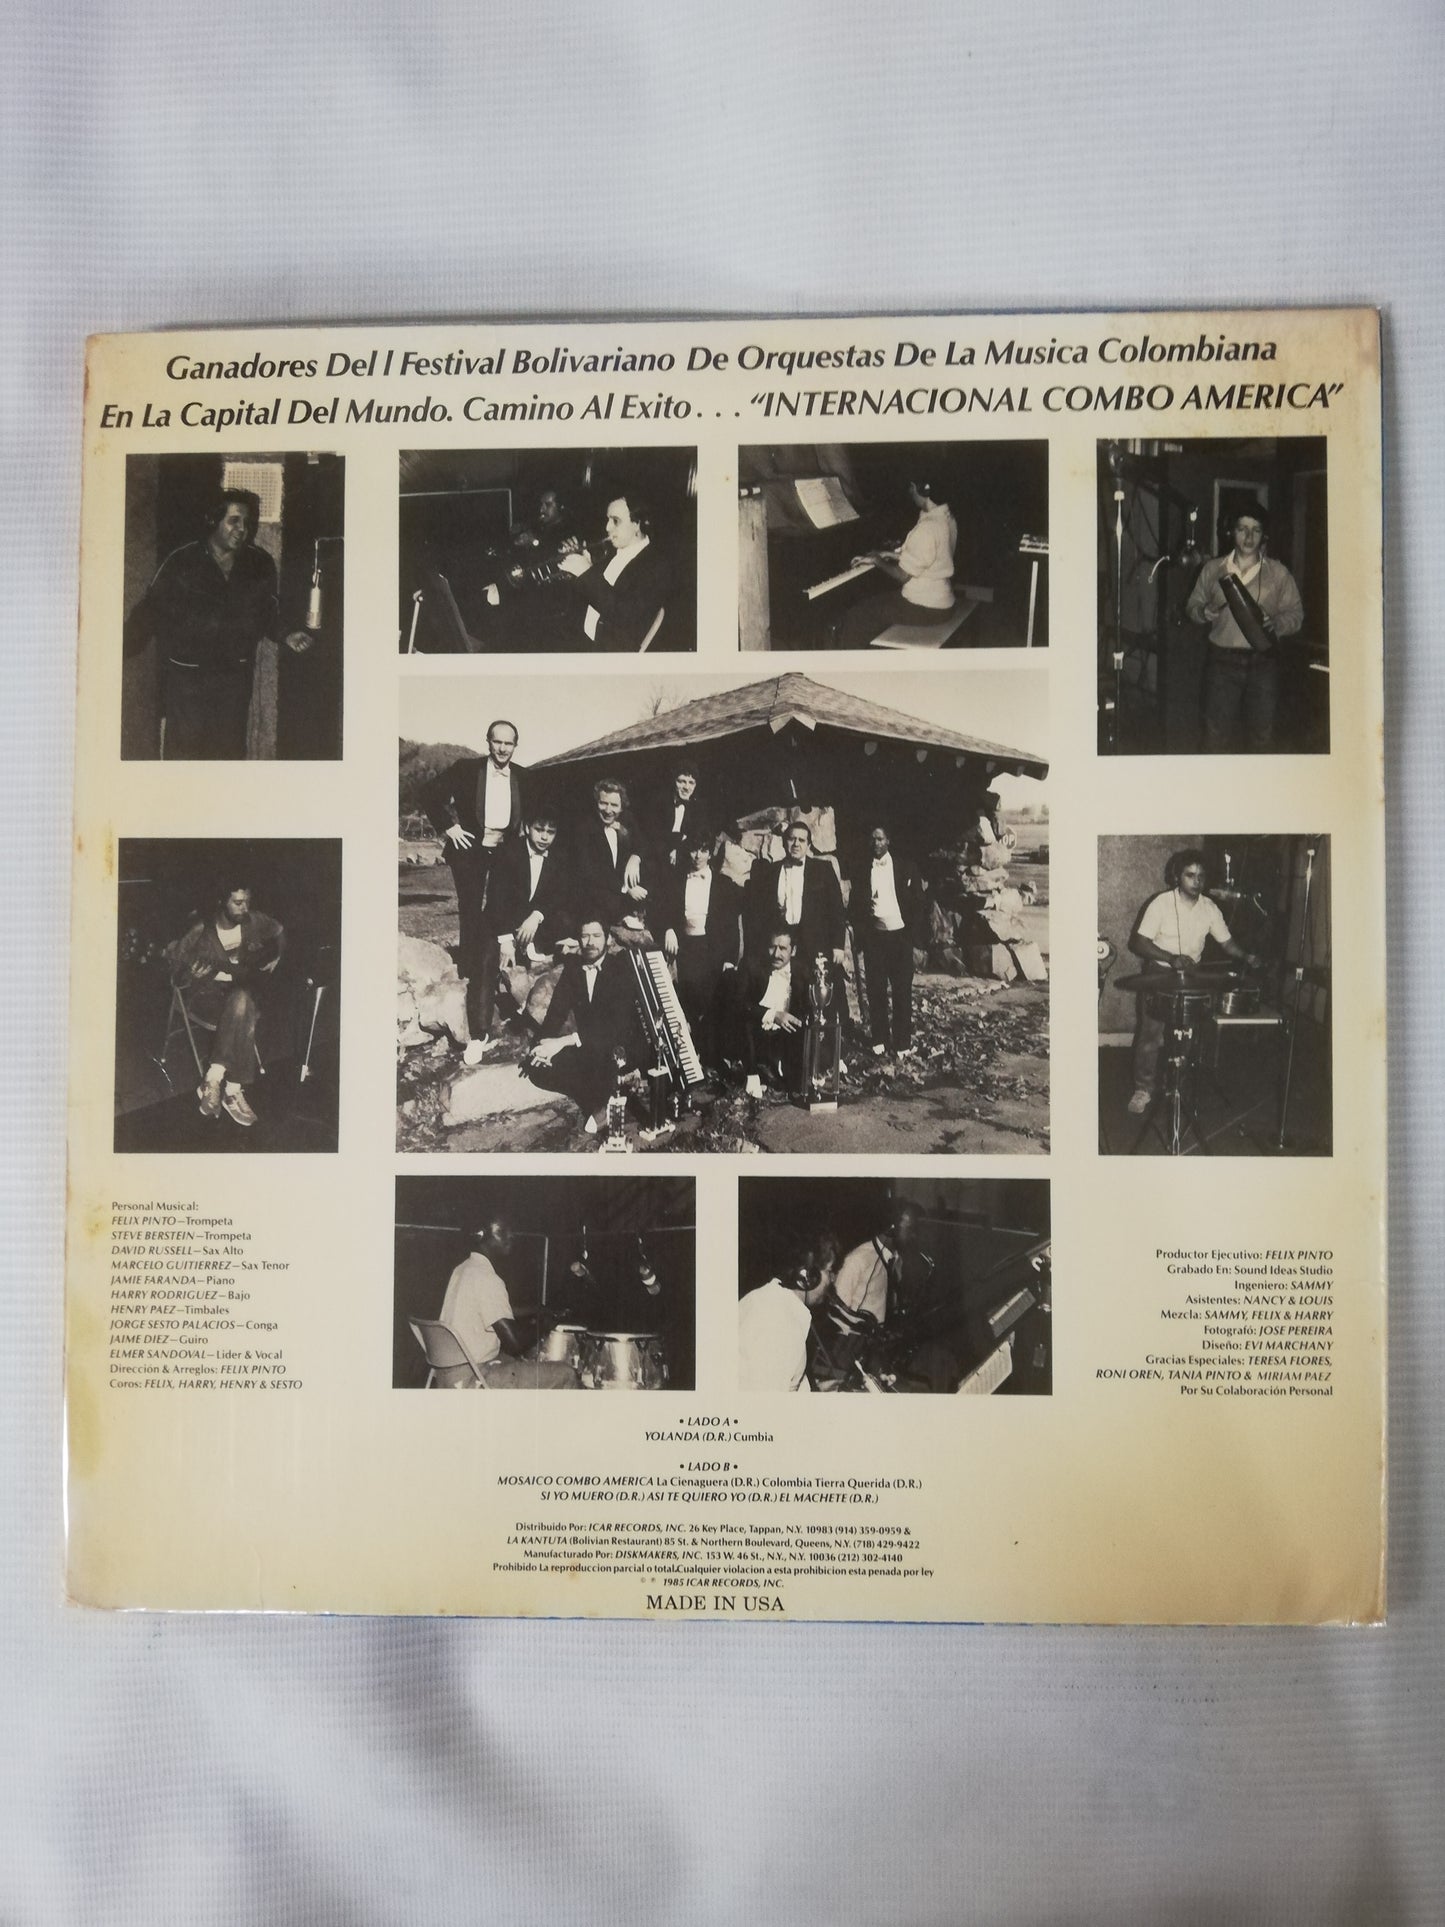 Ganadores Del I Festival Bolivariano De Orquestas De La Musica Colombiana
En La Capital Del Mundo. Camino Al Exito . . . "INTERNACIONAL COMBO AMERICA"
Personal Musical:
FELIX PINTO—Trompeta
STEVE BERSTEIN—Trompeta
DAVID RUSSELL—Sax Alto
MARCELO GUITIERREZ—Sax Tenor
JAMIE FARANDA—Piano
HARRY RODRIGUEZ—Bajo
HENRY PAEZ—Timbales
JORGE SESTO PALACIOS—Conga
JAIME DIEZ—Guiro
ELMER SANDOVAL—Lider & Vocal
Dirección & Arreglos: FELIX PINTO
Coros: FELIX, HARRY, HENRY & SESTO
Productor Ejecutivo: FELIX PINTO
Grabado En: Sound Ideas Studio
Ingeniero: SAMMY
Asistentes: NANCY & LOUIS
Mezcla: SAMMY, FELIX & HARRY
Fotografó: JOSE PEREIRA
Diseño: EVI MARCHANY
Gracias Especiales: TERESA FLORES,
RONI OREN, TANIA PINTO & MIRIAM PAEZ
Por Su Colaboración Personal
• LADO A •
YOLANDA (D.R.) Cumbia
• LADO B •
MOSAICO COMBO AMERICA La Cienaguera (D.R.) Colombia Tierra Querida (D.R.)
SI YO MUERO (D.R.) ASI TE QUIERO YO (D.R.) EL MACHETE (D.R.)
Distribuido Por: ICAR RECORDS, INC. 26 Key Place, Tappan, N.Y. 10983 (914) 359-0959 &
LA KANTUTA (Bolivian Restaurant) 85 St. & Northern Boulevard, Queens, N.Y. (718) 429-9422
Manufacturado Por: DISKMAKERS, INC. 153 W. 46 St., N.Y., N.Y. 10036 (212) 302-4140
Prohibido La reproduccion parcial o total.Cualquier violacion a esta prohibicion esta penada por ley
© ℗ 1985 ICAR RECORDS, INC.
MADE IN USA